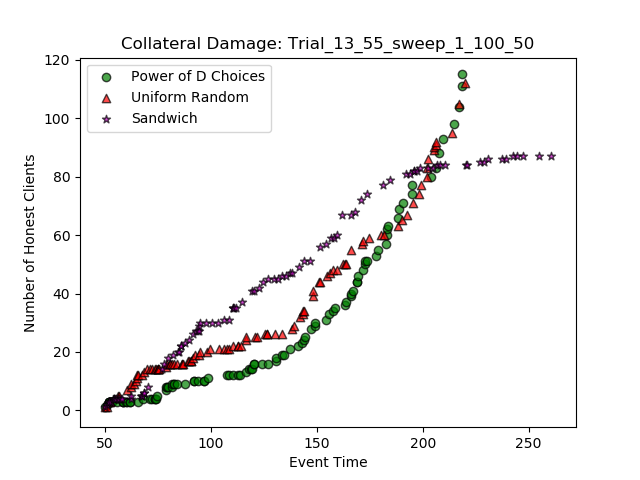 Collateral Damage: Trial_13_55_sweep_1_100_50
Power of D Choices
Uniform Random
Sandwich
Number of Honest Clients
120
100
80
60
40
20
0
50 100 150 200 250
Event Time